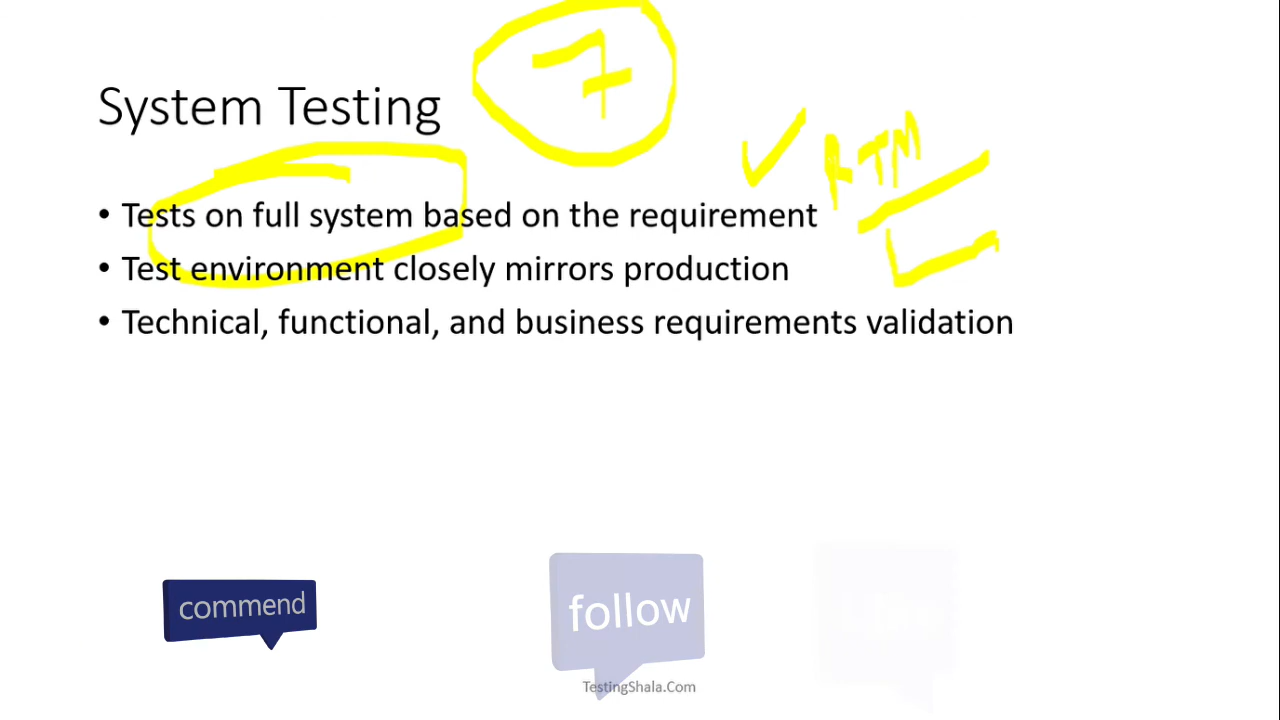 7
System Testing
RTM
• Tests on full system based on the requirement
• Test environment closely mirrors production
• Technical, functional, and business requirements validation
commend
follow
TestingShala.Com